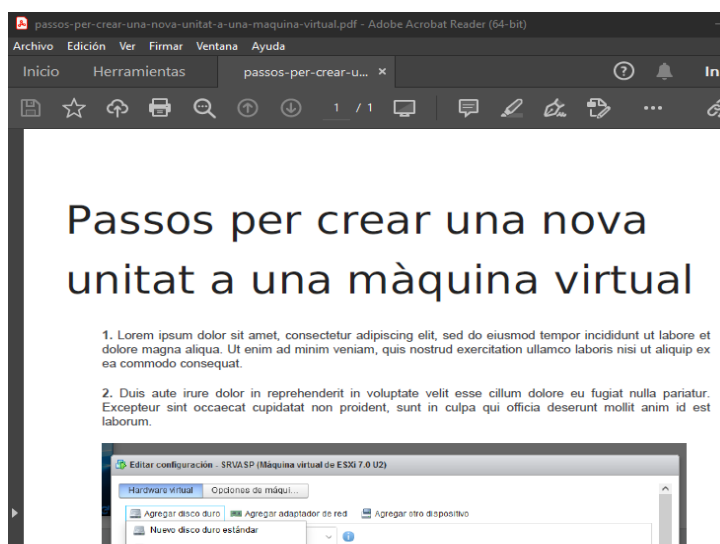 passos-per-crear-una-nova-unitat-a-una-maquina-virtual.pdf - Adobe Acrobat Reader (64-bit)
Archivo Edición Ver Firmar Ventana Ayuda
Inicio Herramientas passos-per-crear-u... × ? In
1 / 1 ...
Passos per crear una nova
unitat a una màquina virtual
1. Lorem ipsum dolor sit amet, consectetur adipiscing elit, sed do eiusmod tempor incididunt ut labore et
dolore magna aliqua. Ut enim ad minim veniam, quis nostrud exercitation ullamco laboris nisi ut aliquip ex
ea commodo consequat.
2. Duis aute irure dolor in reprehenderit in voluptate velit esse cillum dolore eu fugiat nulla pariatur.
Excepteur sint occaecat cupidatat non proident, sunt in culpa qui officia deserunt mollit anim id est
laborum.
Editar configuración - SRVASP (Máquina virtual de ESXi 7.0 U2)
Hardware virtual Opciones de máqui...
Agregar disco duro Agregar adaptador de red Agregar otro dispositivo
Nuevo disco duro estándar